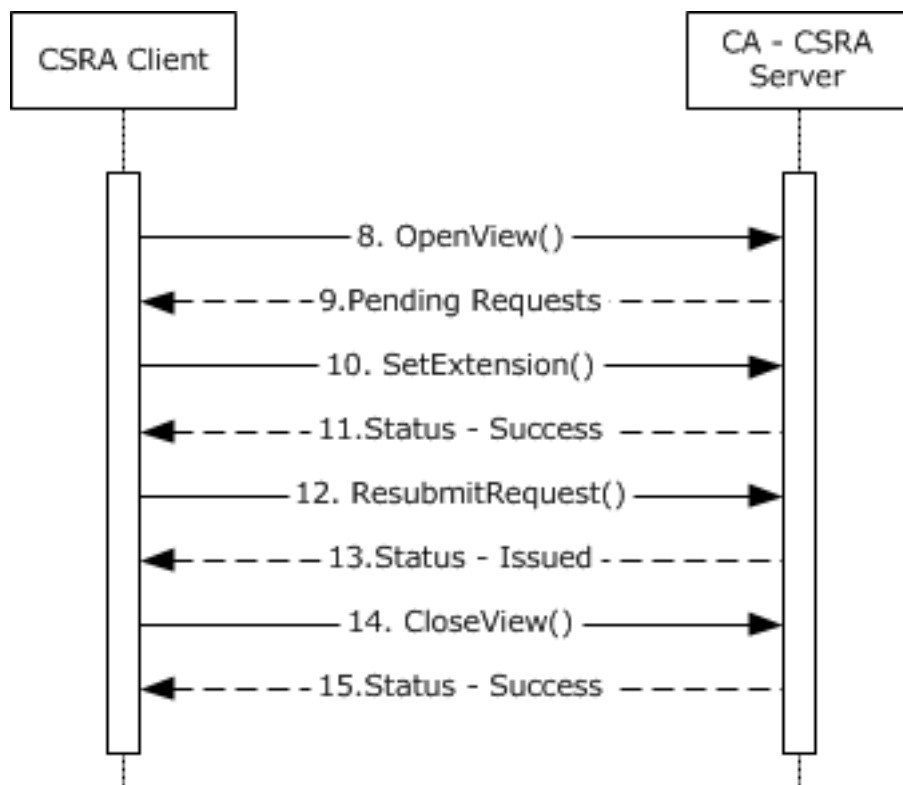 CSRA Client
CA - CSRA
Server
8. OpenView()
9.Pending Requests
10. SetExtension()
11.Status - Success
12. ResubmitRequest()
13.Status - Issued
14. CloseView()
15.Status - Success